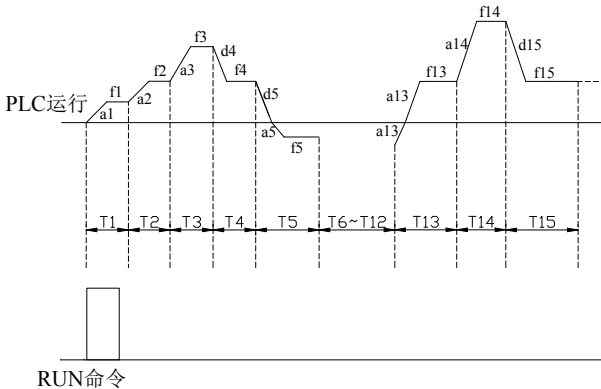 f14
f3
a14
d15
f2
d4
f13
f15
a3
f4
f1
a2
d5
a13
PLC运行
a1
a5
a13
f5
T1
T2
T3
T4
T5
T6~T12
T13
T14
T15
RUN命令